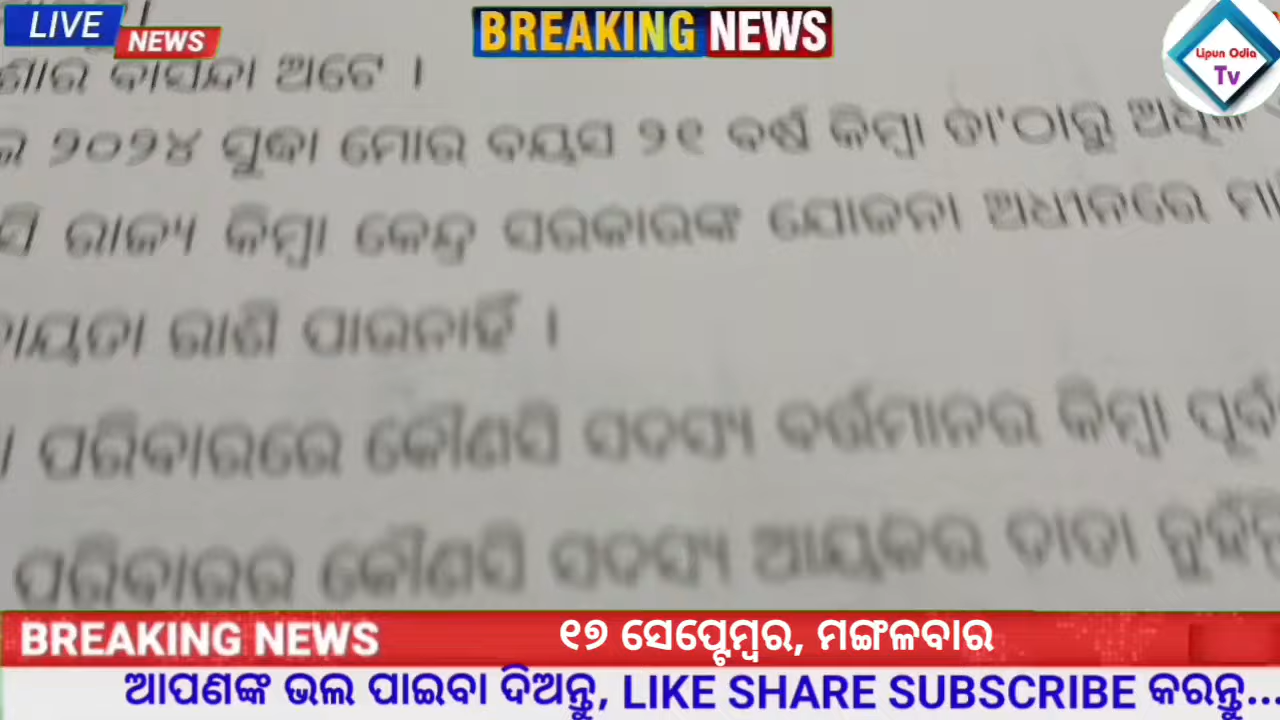 LIVE NEWS
BREAKING NEWS
Lipun Odia
Tv
ବାସିନ୍ଦା ଅଟେ ।
୨୦୨୪ ସୁଦ୍ଧା ମୋର ବୟସ ୨୧ ବର୍ଷ କିମ୍ବା ତା'ଠାରୁ ଅଧିକ
ରାଜ୍ୟ କିମ୍ବା କେନ୍ଦ୍ର ସରକାରଙ୍କ ଯୋଜନା ଅଧୀନରେ
ରାଶି ପାଉନାହିଁ ।
ପରିବାରରେ କୌଣସି ସଦସ୍ୟ ବର୍ତ୍ତମାନର କିମ୍ବା ପୂର୍ବ
ପରିବାରର କୌଣସି ସଦସ୍ୟ ଆୟକର ଦାତା
BREAKING NEWS
୧୭ ସେପ୍ଟେମ୍ବର, ମଙ୍ଗଳବାର
ଆପଣଙ୍କ ଭଲ ପାଇବା ଦିଅନ୍ତୁ, LIKE SHARE SUBSCRIBE କରନ୍ତୁ...